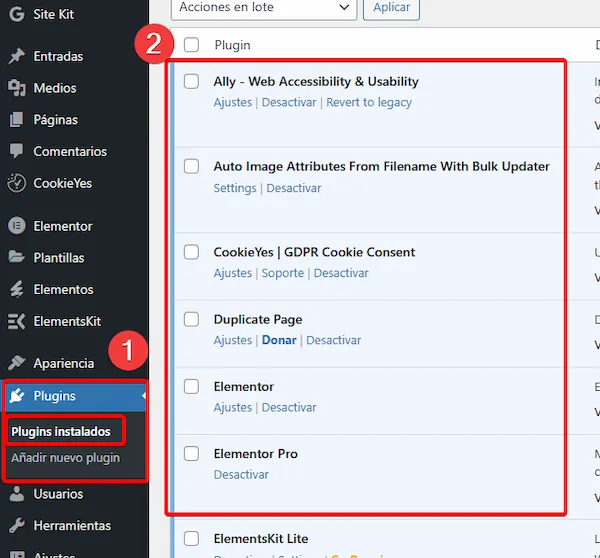 Site Kit
Entradas
Medios
Páginas
Comentarios
CookieYes
Elementor
Plantillas
Elementos
ElementsKit
Apariencia
1
Plugins
Plugins instalados
Añadir nuevo plugin
Usuarios
Herramientas
Ajustes
Acciones en lote
Aplicar
2
Plugin
D
Ally - Web Accessibility & Usability
Ajustes | Desactivar | Revert to legacy
Auto Image Attributes From Filename With Bulk Updater
Settings | Desactivar
CookieYes | GDPR Cookie Consent
Ajustes | Soporte | Desactivar
Duplicate Page
Ajustes | Donar | Desactivar
Elementor
Ajustes | Desactivar
Elementor Pro
Desactivar
ElementsKit Lite